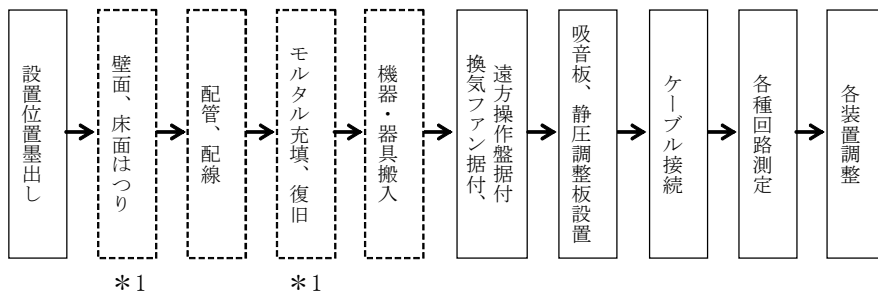 設置位置墨出し
壁面、床面はつり
配管、配線
モルタル充填、復旧
機器・器具搬入
遠方操作盤据付
換気ファン据付、
吸音板、静圧調整板設置
ケーブル接続
各種回路測定
各装置調整
＊1
＊1